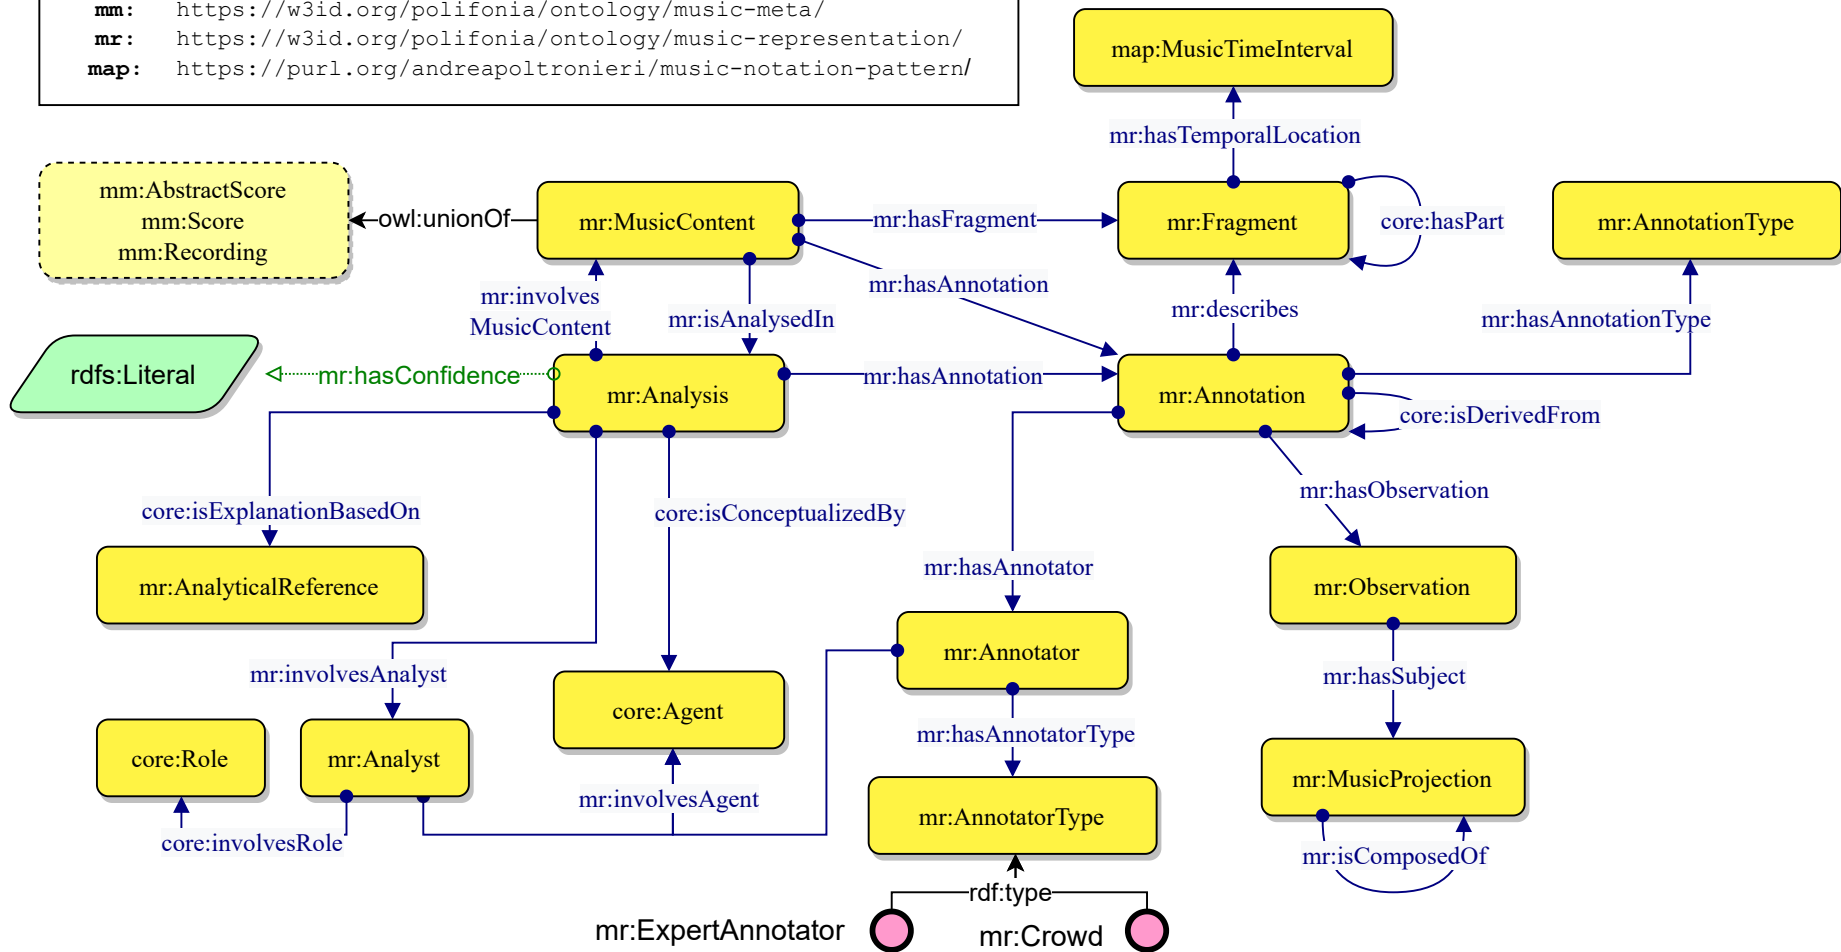 mm: https://w3id.org/polifonia/ontology/music-meta/
mr: https://w3id.org/polifonia/ontology/music-representation/
map: https://purl.org/andreapoltronieri/music-notation-pattern/
map:MusicTimeInterval
mr:hasTemporalLocation
mm:AbstractScore
mm:Score
mm:Recording
owl:unionOf
mr:MusicContent
mr:hasFragment
mr:Fragment
core:hasPart
mr:AnnotationType
mr:involves
MusicContent
mr:isAnalysedIn
mr:hasAnnotation
mr:describes
mr:hasAnnotationType
rdfs:Literal
mr:hasConfidence
mr:Analysis
mr:hasAnnotation
mr:Annotation
core:isDerivedFrom
core:isExplanationBasedOn
core:isConceptualizedBy
mr:hasObservation
mr:AnalyticalReference
mr:hasAnnotator
mr:Observation
mr:involvesAnalyst
mr:Annotator
mr:hasSubject
core:Role
mr:Analyst
core:Agent
mr:hasAnnotatorType
mr:MusicProjection
mr:involvesAgent
mr:AnnotatorType
core:involvesRole
mr:isComposedOf
rdf:type
mr:ExpertAnnotator
mr:Crowd